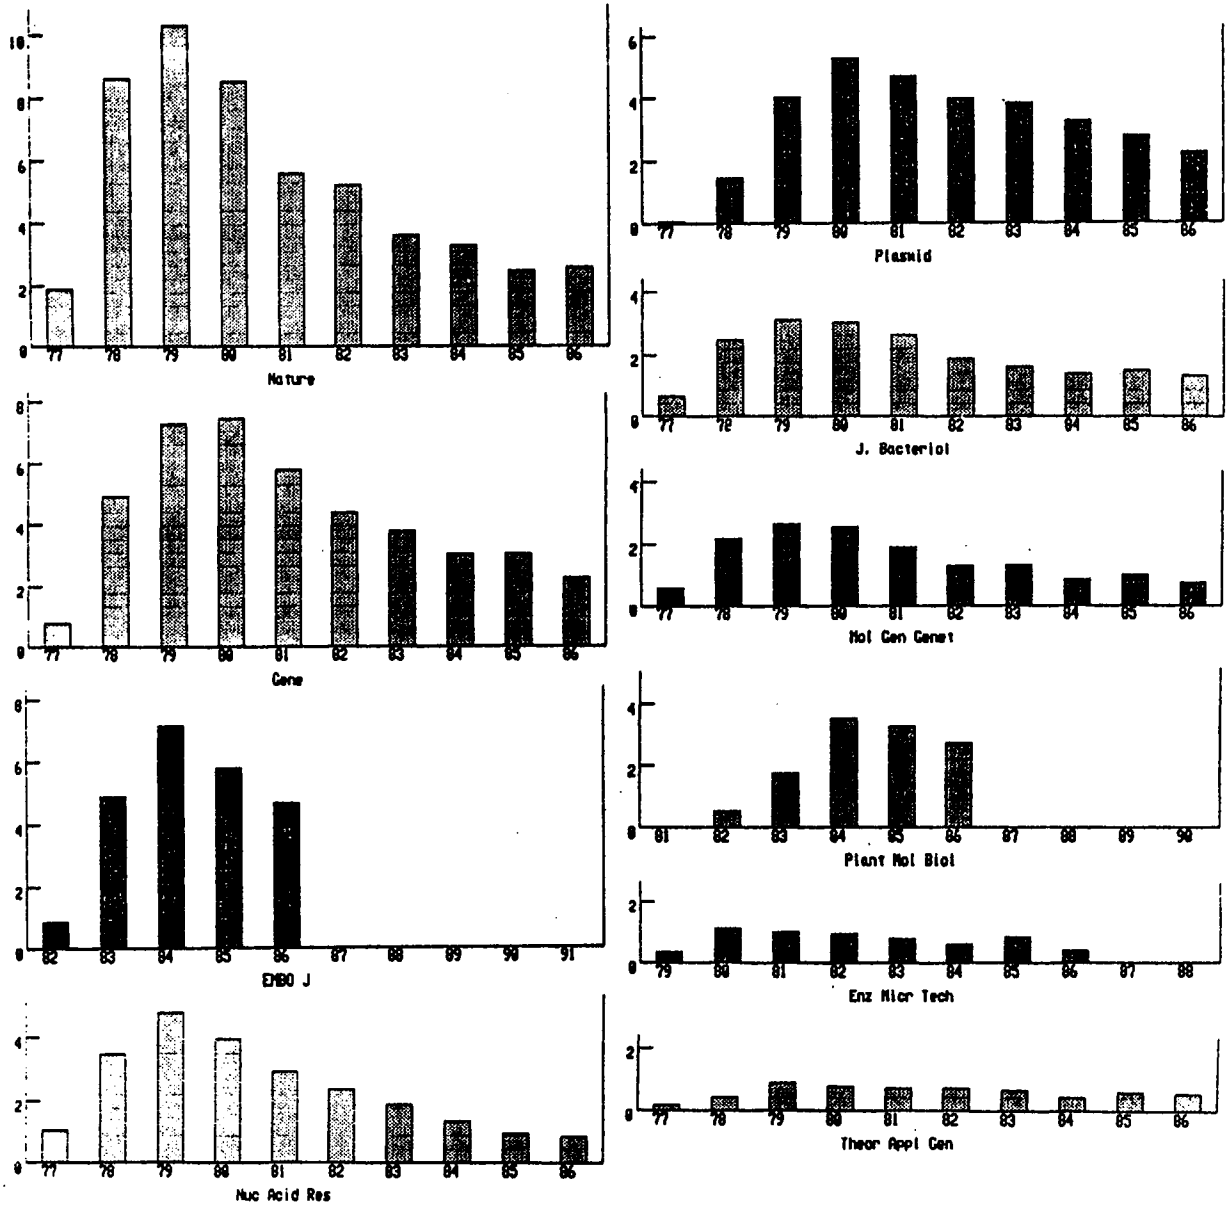 10
8
6
4
2
0
77 78 79 80 81 82 83 84 85 86
Nature
8
6
4
2
0
77 78 79 80 81 82 83 84 85 86
Gene
8
6
4
2
0
82 83 84 85 86 87 88 89 90 91
EMBO J
4
2
0
77 78 79 80 81 82 83 84 85 86
Nuc Acid Res
6
4
2
0
77 78 79 80 81 82 83 84 85 86
Plasmid
4
2
0
77 78 79 80 81 82 83 84 85 86
J. Bacteriol
4
2
0
77 78 79 80 81 82 83 84 85 86
Mol Gen Genet
4
2
0
81 82 83 84 85 86 87 88 89 90
Plant Mol Biol
2
0
79 80 81 82 83 84 85 86 87 88
Enz Micr Tech
2
0
77 78 79 80 81 82 83 84 85 86
Theor Appl Gen